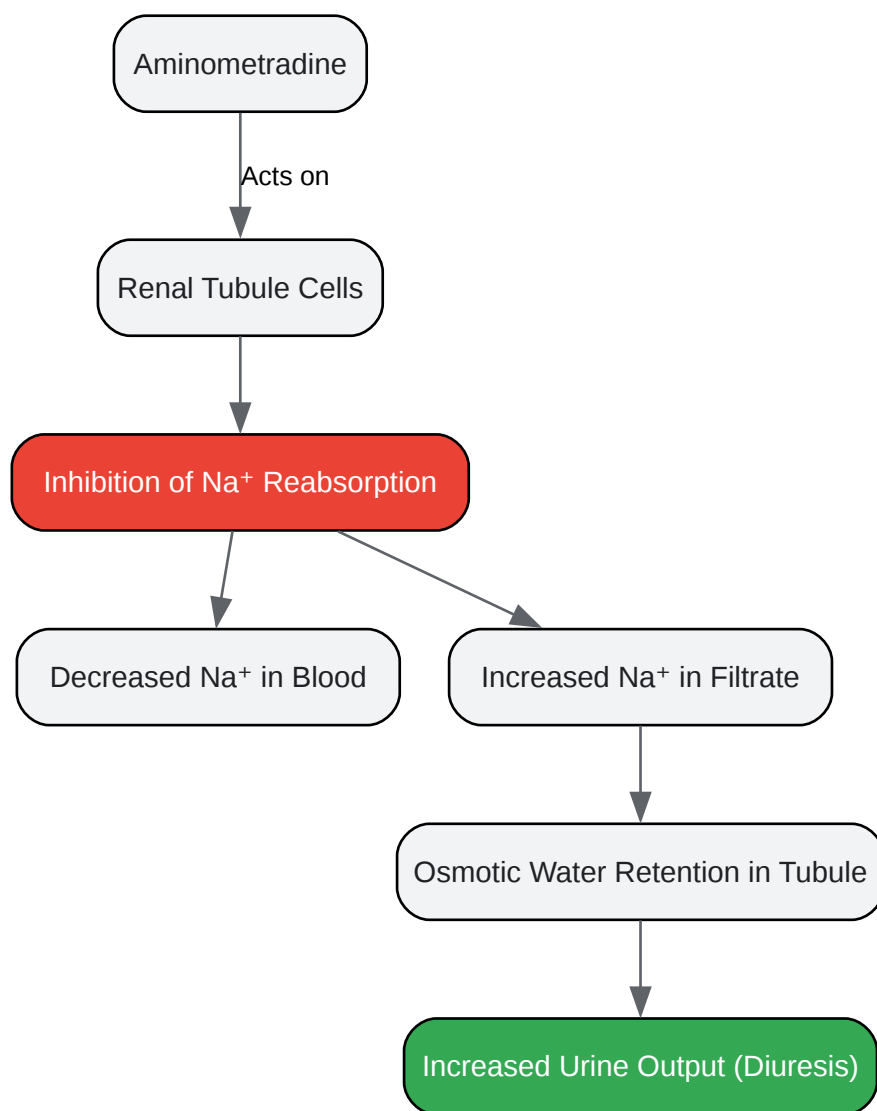 Aminometradine
Acts on
Renal Tubule Cells
Inhibition of Na⁺ Reabsorption
Decreased Na⁺ in Blood
Increased Na⁺ in Filtrate
Osmotic Water Retention in Tubule
Increased Urine Output (Diuresis)